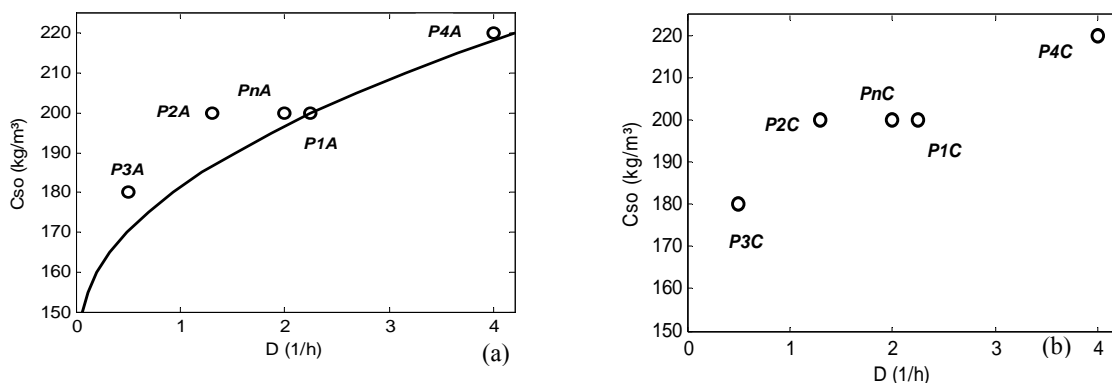 220
210
200
190
180
170
160
150
Cso (kg/m³)
P4A
P2A
PnA
P1A
P3A
0 1 2 3 4
D (1/h)
(a)
220
210
200
190
180
170
160
150
Cso (kg/m³)
P4C
PnC
P2C
P1C
P3C
0 1 2 3 4
D (1/h)
(b)